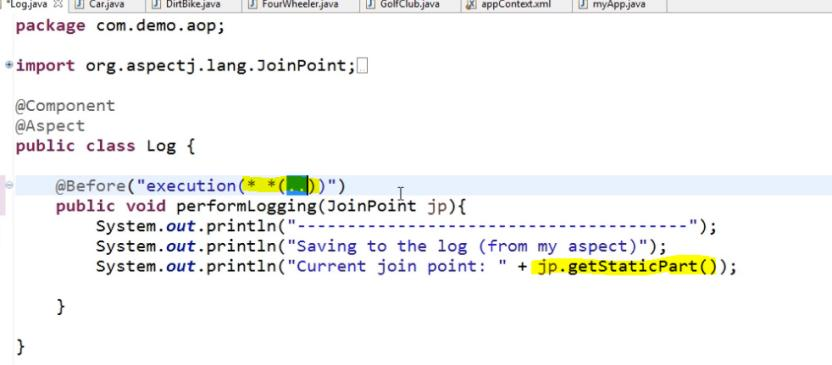 *Log.java Car.java DirtBike.java FourWheeler.java GolfClub.java appContext.xml myApp.java
package com.demo.aop;
import org.aspectj.lang.JoinPoint;
@Component
@Aspect
public class Log {
@Before("execution(* *(..))")
public void performLogging(JoinPoint jp){
System.out.println("---------------------------------------");
System.out.println("Saving to the log (from my aspect)");
System.out.println("Current join point: " + jp.getStaticPart());
}
}